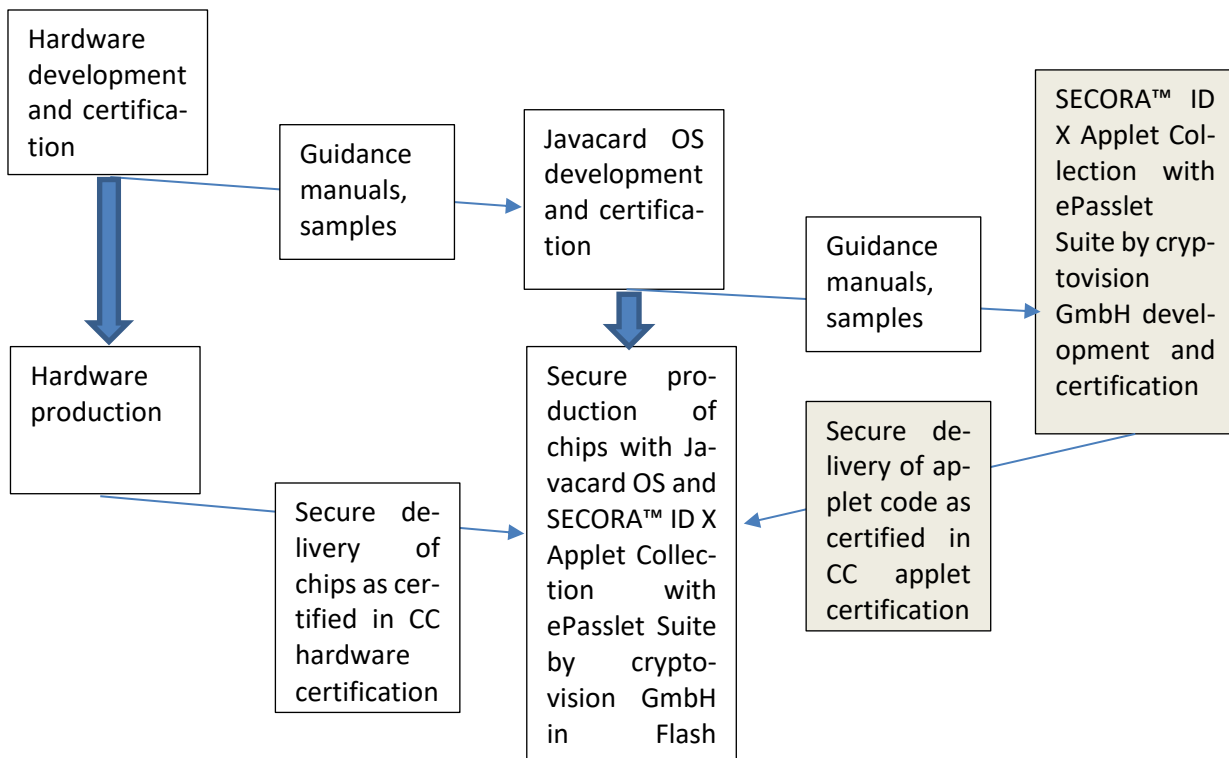 Hardware
development
and certifica-
tion
Guidance
manuals,
samples
Javacard OS
development
and certifica-
tion
Guidance
manuals,
samples
SECORA™ ID
X Applet Col-
lection with
ePasslet
Suite by cryp-
tovision
GmbH devel-
opment and
certification
Hardware
production
Secure de-
livery of
chips as cer-
tified in CC
hardware
certification
Secure pro-
duction of
chips with Ja-
vacard OS and
SECORA™ ID X
Applet Collec-
tion with
ePasslet Suite
by crypto-
vision GmbH
in Flash
Secure de-
livery of ap-
plet code as
certified in
CC applet
certification